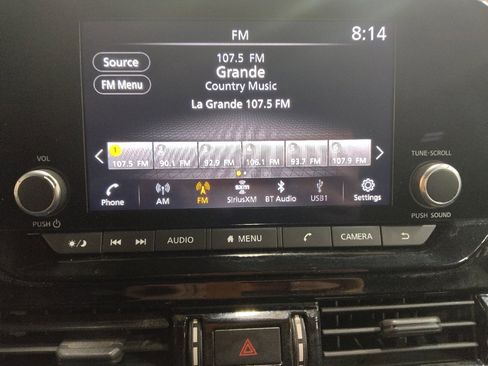 FM
8:14
Source
107.5 FM
Grande
FM Menu
Country Music
La Grande 107.5 FM
1
107.5 FM
90.1 FM
92.9 FM
106.1 FM
93.7 FM
107.9 FM
VOL
TUNE·SCROLL
Phone
AM
FM
sxm
SiriusXM
BT Audio
USB1
Settings
PUSH
PUSH SOUND
AUDIO
MENU
CAMERA